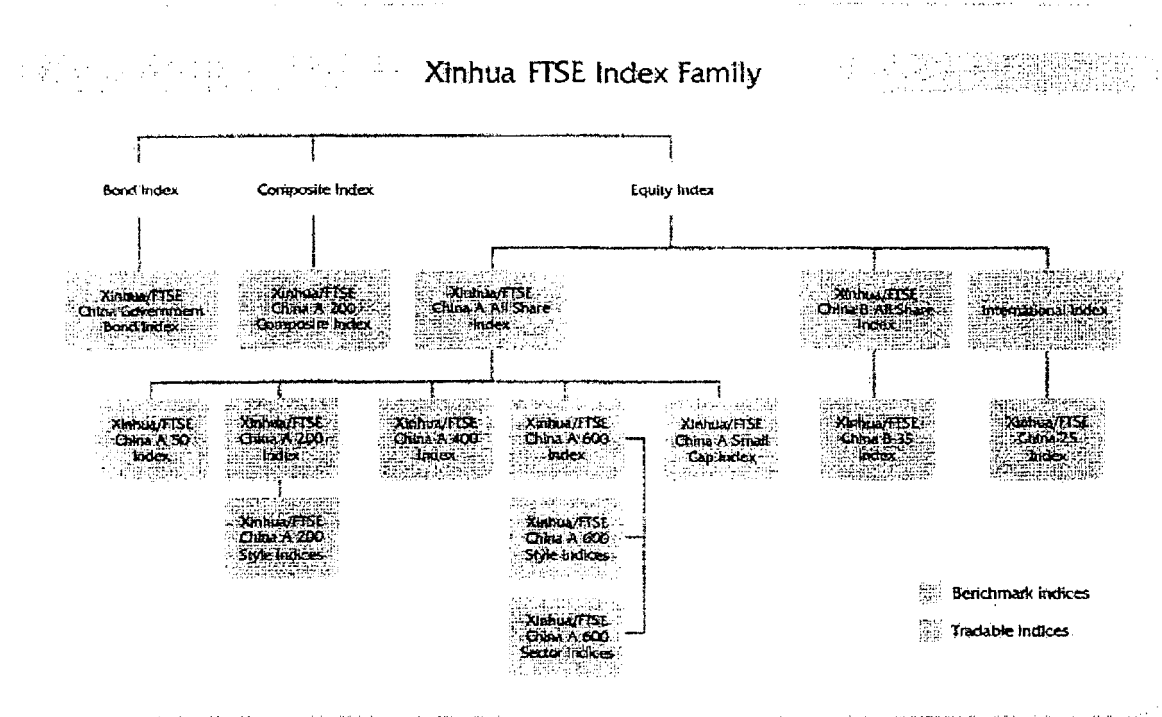 Xinhua FTSE Index Family
Bond Index
Composite Index
Equity Index
Xinhua/FTSE
China Government
Bond Index
Xinhua/FTSE
China A 200
Composite Index
Xinhua/FTSE
China A All Share
Index
Xinhua/FTSE
China B All Share
Index
International Index
Xinhua/FTSE
China A 50
Index
Xinhua/FTSE
China A 200
Index
Xinhua/FTSE
China A 400
Index
Xinhua/FTSE
China A 600
Index
Xinhua/FTSE
China A Small
Cap Index
Xinhua/FTSE
China B 35
Index
Xinhua/FTSE
China 25
Index
Xinhua/FTSE
China A 200
Style Indices
Xinhua/FTSE
China A 600
Style Indices
Xinhua/FTSE
China A 600
Sector Indices
Benchmark indices
Tradable indices